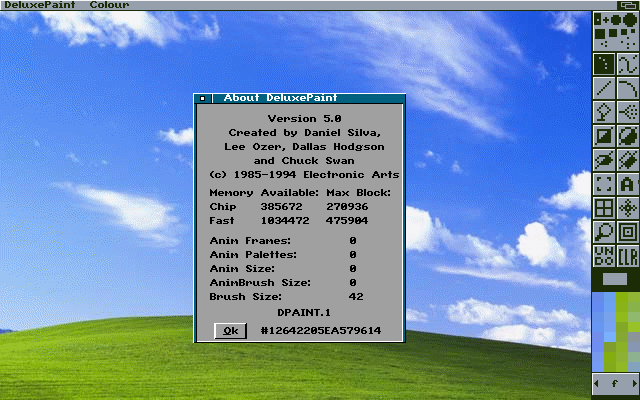 DeluxePaint Colour
About DeluxePaint
Version 5.0
Created by Daniel Silva,
Lee Ozer, Dallas Hodgson
and Chuck Swan
(c) 1985-1994 Electronic Arts
Memory Available: Max Block:
Chip 385672 270936
Fast 1034472 475904
Anim Frames: 0
Anim Palettes: 0
Anim Size: 0
AnimBrush Size: 0
Brush Size: 42
DPAINT.1
Ok #12642205EA579614
A
UN
DO
CLR
f